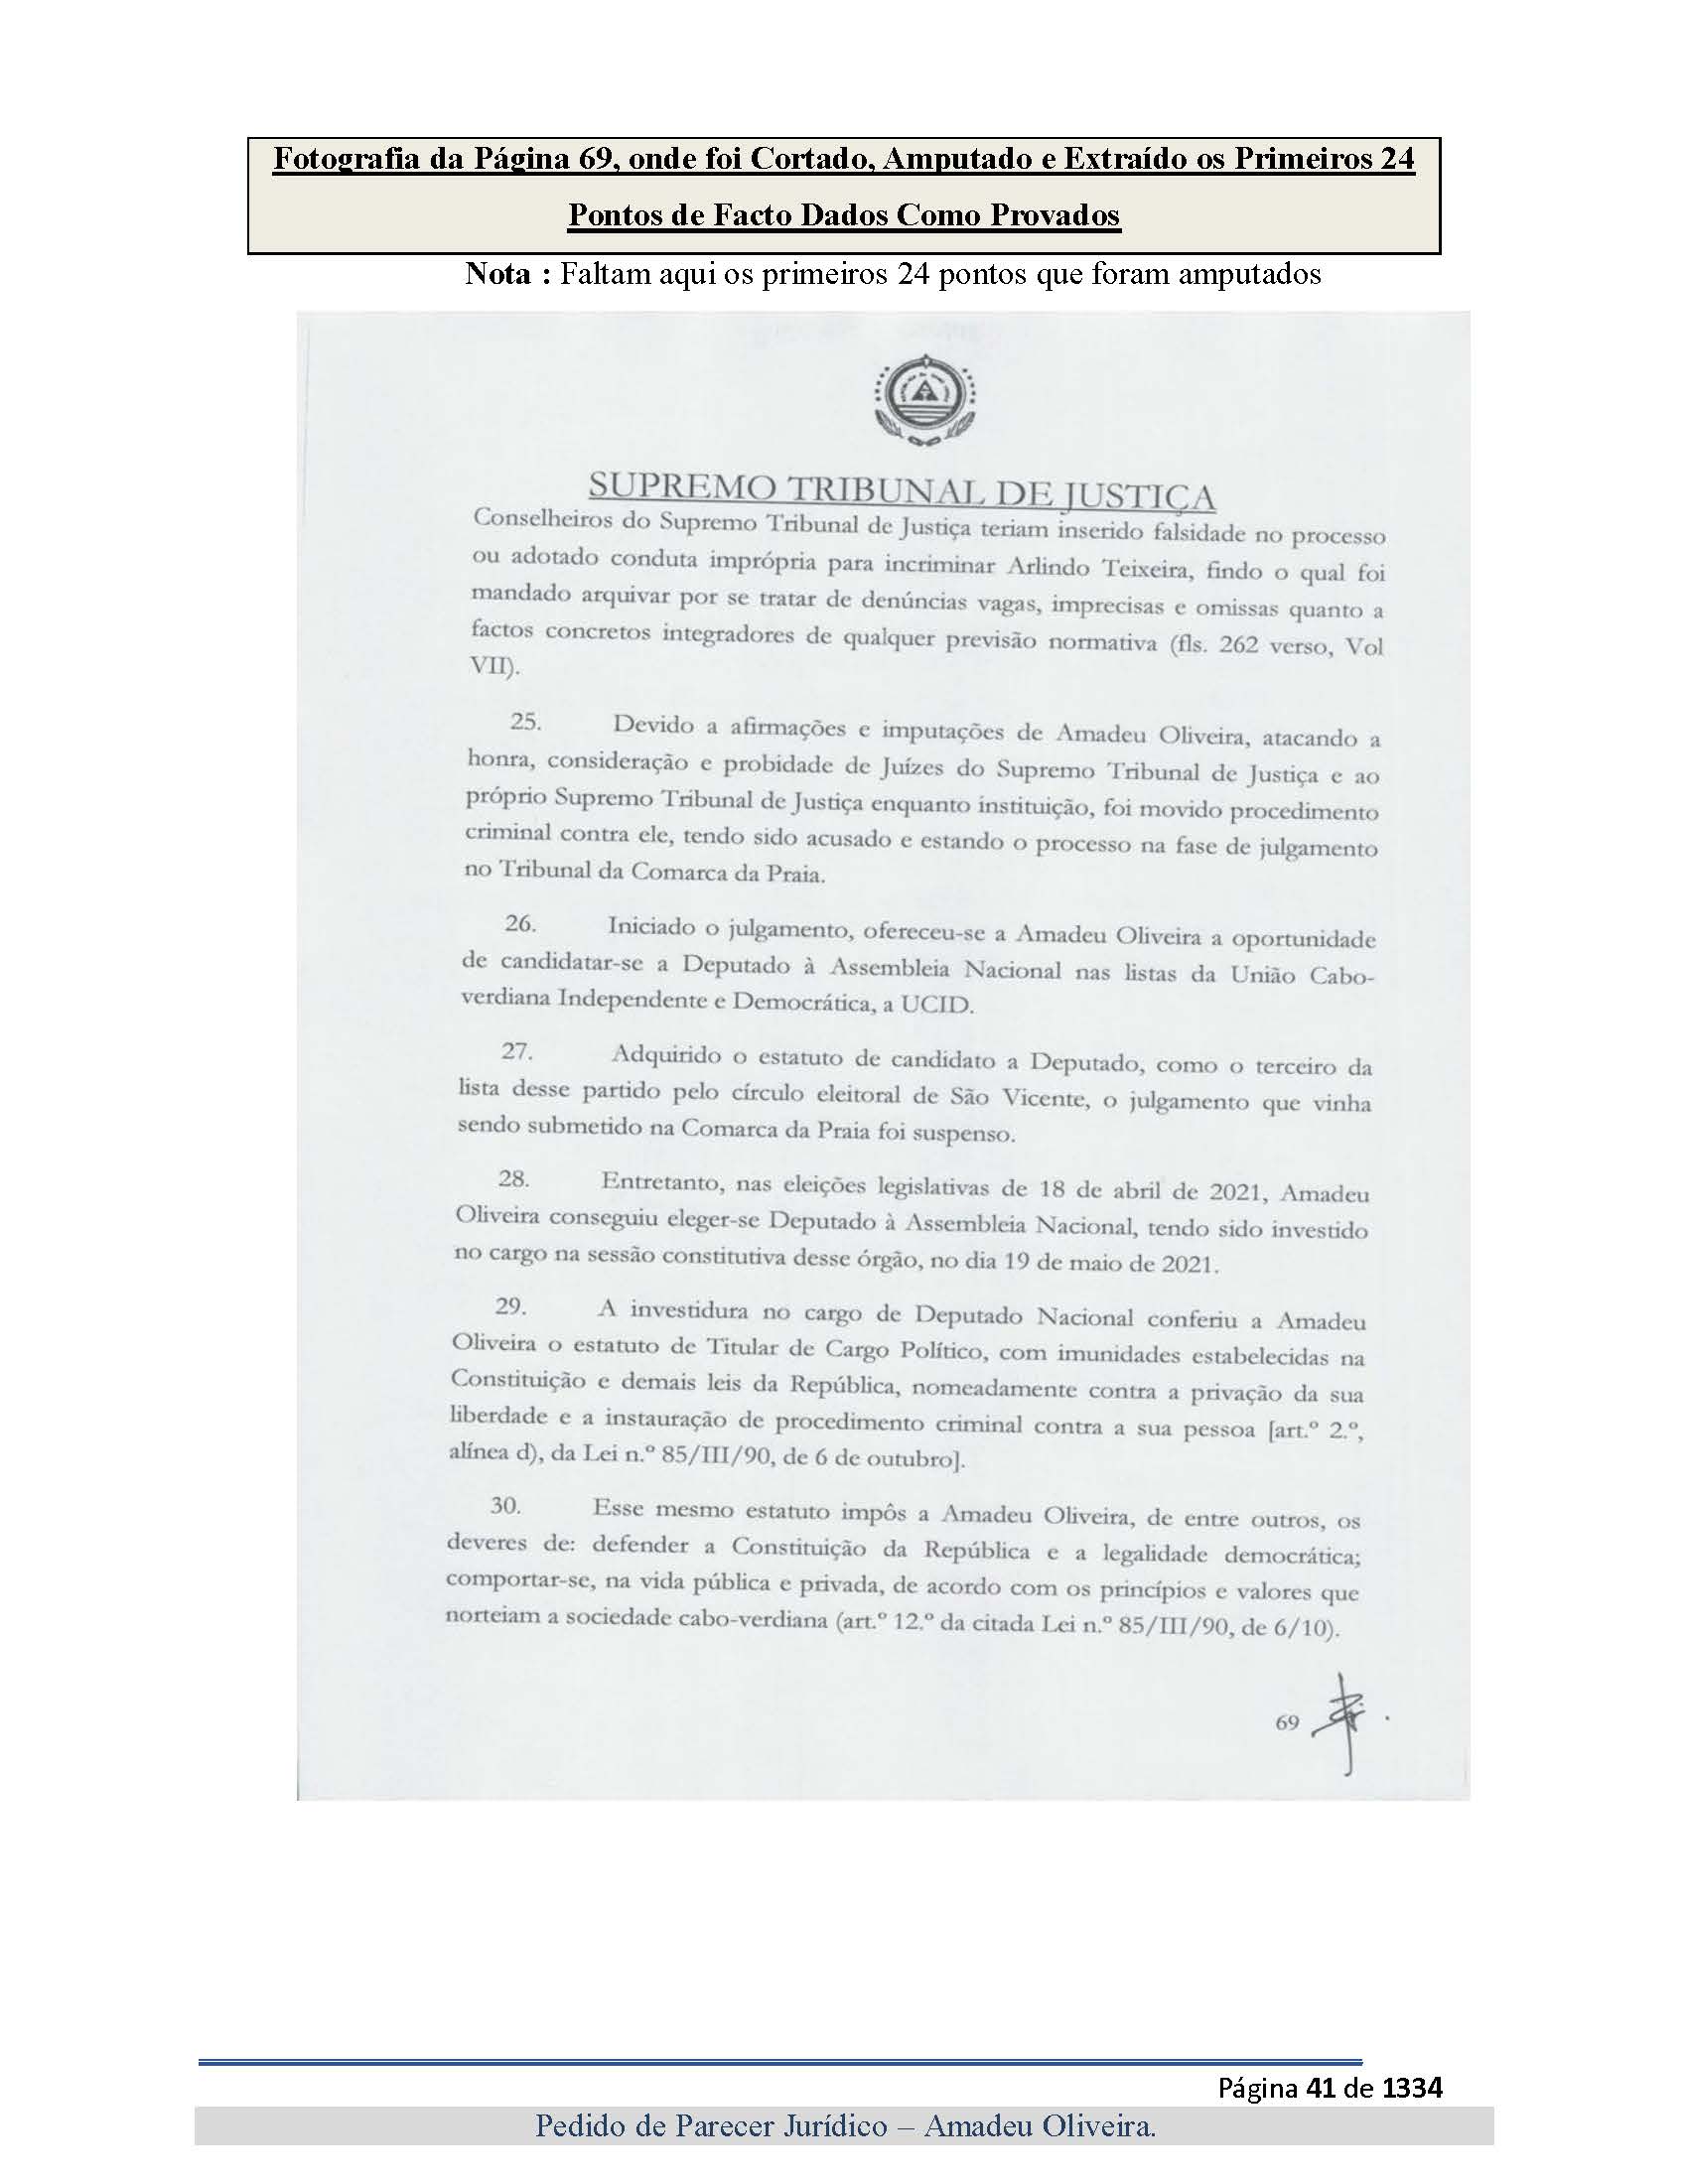 Fotografia da Página 69, onde foi Cortado, Amputado e Extraído os Primeiros 24
Pontos de Facto Dados Como Provados
Nota : Faltam aqui os primeiros 24 pontos que foram amputados
SUPREMO TRIBUNAL DE JUSTIÇA
Conselheiros do Supremo Tribunal de Justiça teriam inserido falsidade no processo
ou adotado conduta imprópria para incriminar Arlindo Teixeira, findo o qual foi
mandado arquivar por se tratar de denúncias vagas, imprecisas e omissas quanto a
factos concretos integradores de qualquer previsão normativa (fls. 262 verso, Vol
VII).
25. Devido a afirmações e imputações de Amadeu Oliveira, atacando a
honra, consideração e probidade de Juízes do Supremo Tribunal de Justiça e ao
próprio Supremo Tribunal de Justiça enquanto instituição, foi movido procedimento
criminal contra ele, tendo sido acusado e estando o processo na fase de julgamento
no Tribunal da Comarca da Praia.
26. Iniciado o julgamento, ofereceu-se a Amadeu Oliveira a oportunidade
de candidatar-se a Deputado à Assembleia Nacional nas listas da União Cabo-
verdiana Independente e Democrática, a UCID.
27. Adquirido o estatuto de candidato a Deputado, como o terceiro da
lista desse partido pelo círculo eleitoral de São Vicente, o julgamento que vinha
sendo submetido na Comarca da Praia foi suspenso.
28. Entretanto, nas eleições legislativas de 18 de abril de 2021, Amadeu
Oliveira conseguiu eleger-se Deputado à Assembleia Nacional, tendo sido investido
no cargo na sessão constitutiva desse órgão, no dia 19 de maio de 2021.
29. A investidura no cargo de Deputado Nacional conferiu a Amadeu
Oliveira o estatuto de Titular de Cargo Político, com imunidades estabelecidas na
Constituição e demais leis da República, nomeadamente contra a privação da sua
liberdade e a instauração de procedimento criminal contra a sua pessoa [art.º 2.º,
alínea d), da Lei n.º 85/III/90, de 6 de outubro].
30. Esse mesmo estatuto impôs a Amadeu Oliveira, de entre outros, os
deveres de: defender a Constituição da República e a legalidade democrática;
comportar-se, na vida pública e privada, de acordo com os princípios e valores que
norteiam a sociedade cabo-verdiana (art.º 12.º da citada Lei n.º 85/III/90, de 6/10).
69
Página 41 de 1334
Pedido de Parecer Jurídico – Amadeu Oliveira.